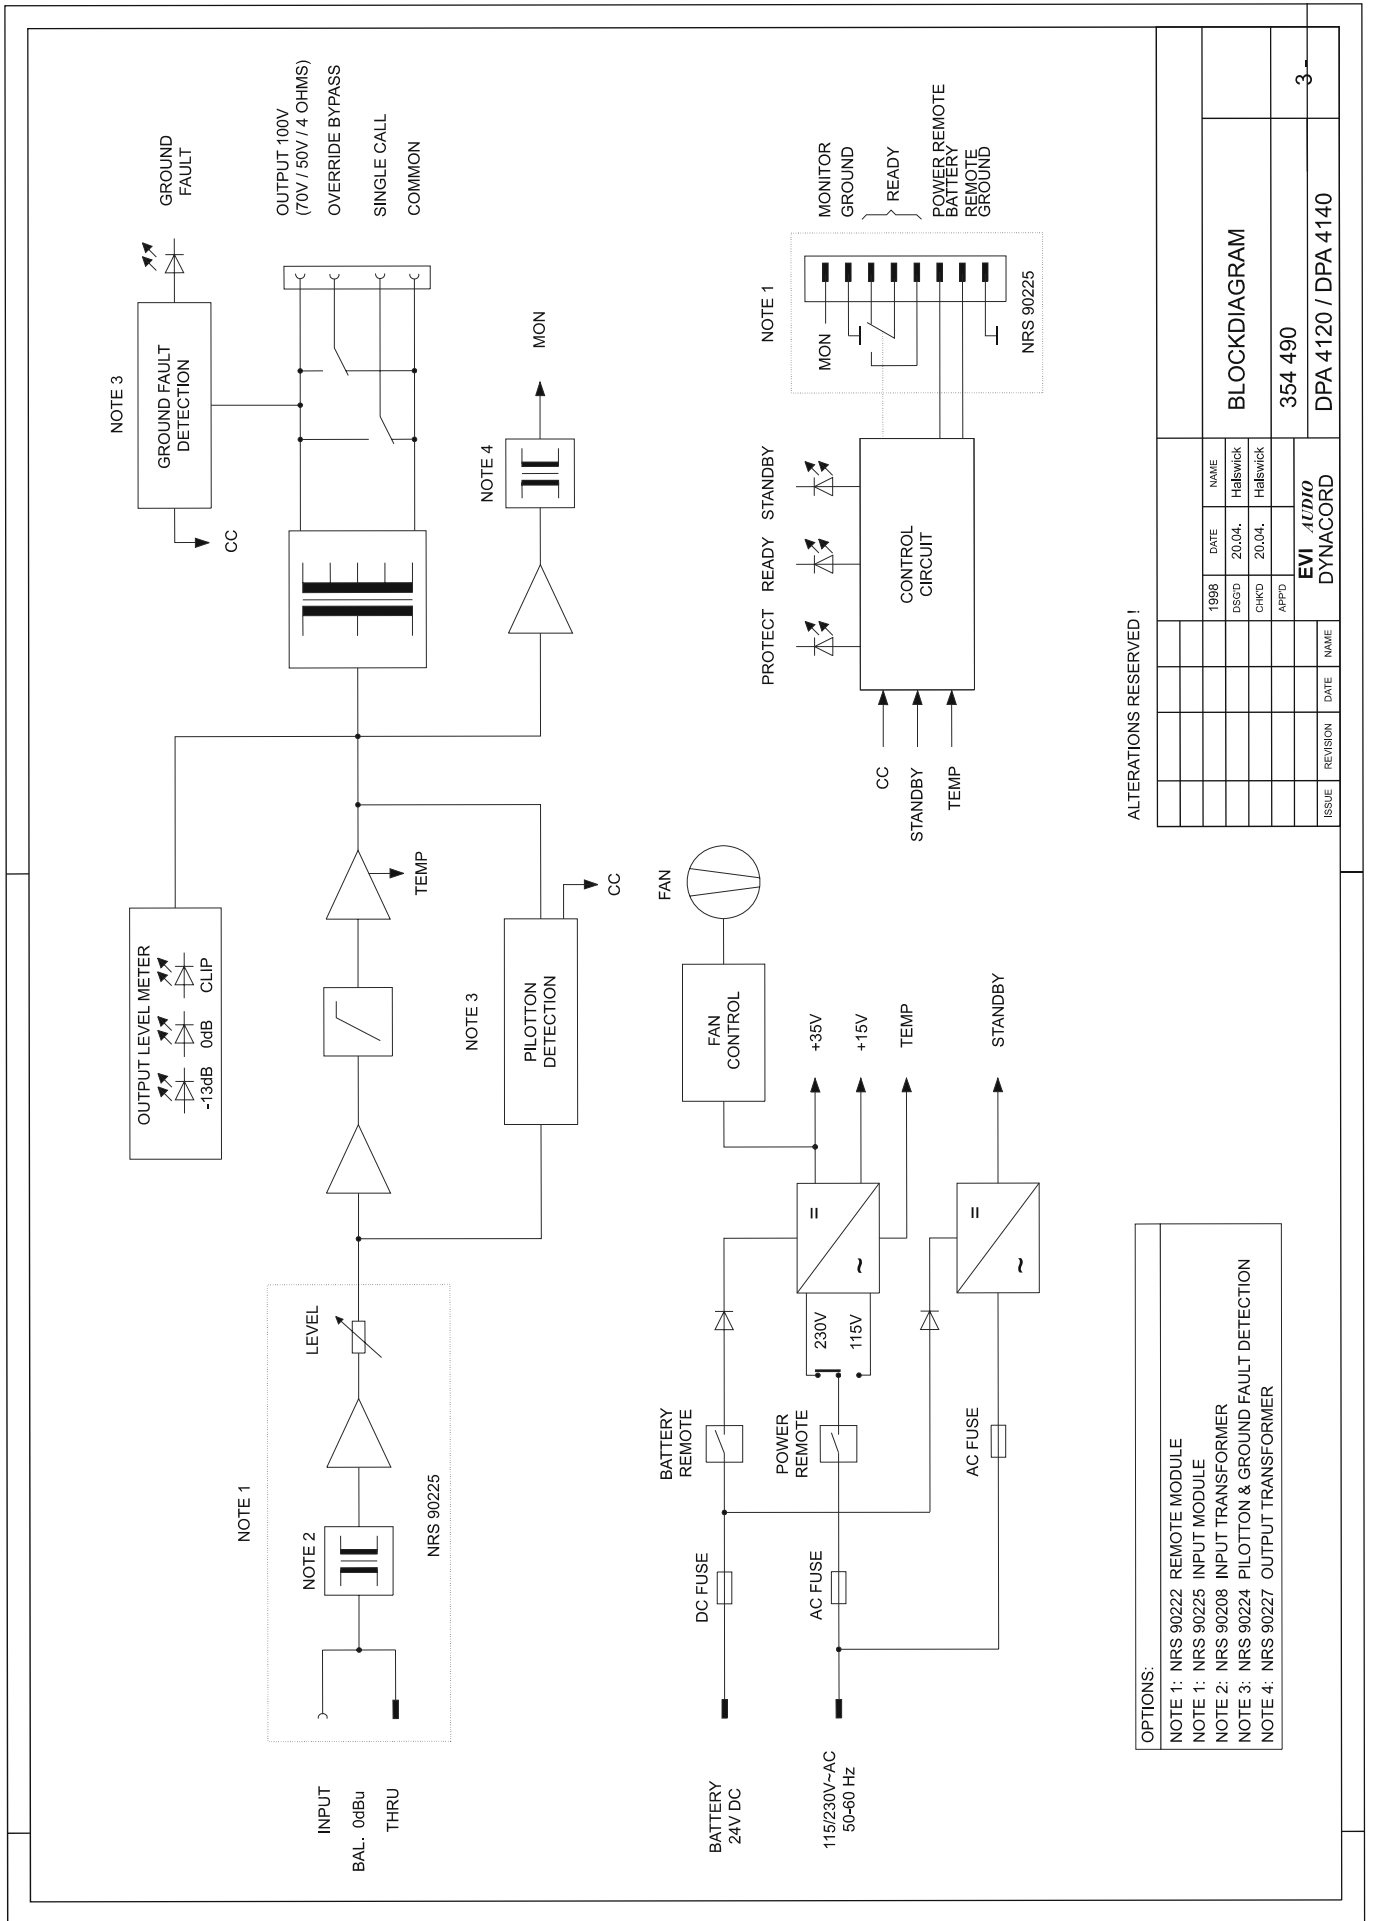 GROUND
FAULT
OUTPUT 100V
(70V / 50V / 4 OHMS)
OVERRIDE BYPASS
SINGLE CALL
COMMON
NOTE 3
GROUND FAULT
DETECTION
CC
NOTE 4
MON
OUTPUT LEVEL METER
-13dB
0dB
CLIP
TEMP
NOTE 3
PILOTTON
DETECTION
CC
NOTE 1
NOTE 2
LEVEL
NRS 90225
INPUT
BAL. 0dBu
THRU
NOTE 1
MON
MONITOR
GROUND
READY
POWER REMOTE
BATTERY
REMOTE
GROUND
NRS 90225
PROTECT
READY
STANDBY
CONTROL
CIRCUIT
CC
STANDBY
TEMP
FAN
FAN
CONTROL
+35V
+15V
TEMP
STANDBY
=
~
=
~
230V
115V
BATTERY
REMOTE
POWER
REMOTE
AC FUSE
DC FUSE
AC FUSE
BATTERY
24V DC
115/230V~AC
50-60 Hz
OPTIONS:
NOTE 1: NRS 90222 REMOTE MODULE
NOTE 1: NRS 90225 INPUT MODULE
NOTE 2: NRS 90208 INPUT TRANSFORMER
NOTE 3: NRS 90224 PILOTTON & GROUND FAULT DETECTION
NOTE 4: NRS 90227 OUTPUT TRANSFORMER
ALTERATIONS RESERVED !
1998 DATE NAME
DSG'D 20.04. Halswick
CHK'D 20.04. Halswick
APP'D
BLOCKDIAGRAM
354 490
3 -
EVI AUDIO
DYNACORD
DPA 4120 / DPA 4140
ISSUE REVISION DATE NAME